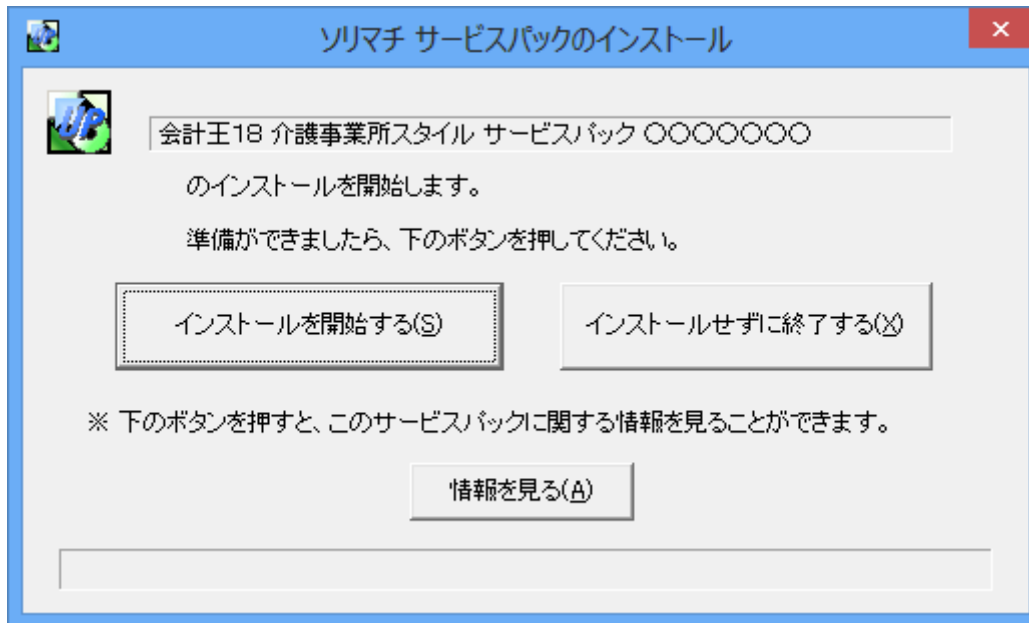 ソリマチ サービスパックのインストール
UP
会計王18 介護事業所スタイル サービスパック 〇〇〇〇〇〇〇
のインストールを開始します。
準備ができましたら、下のボタンを押してください。
インストールを開始する(S)
インストールせずに終了する(X)
※ 下のボタンを押すと、このサービスパックに関する情報を見ることができます。
情報を見る(A)